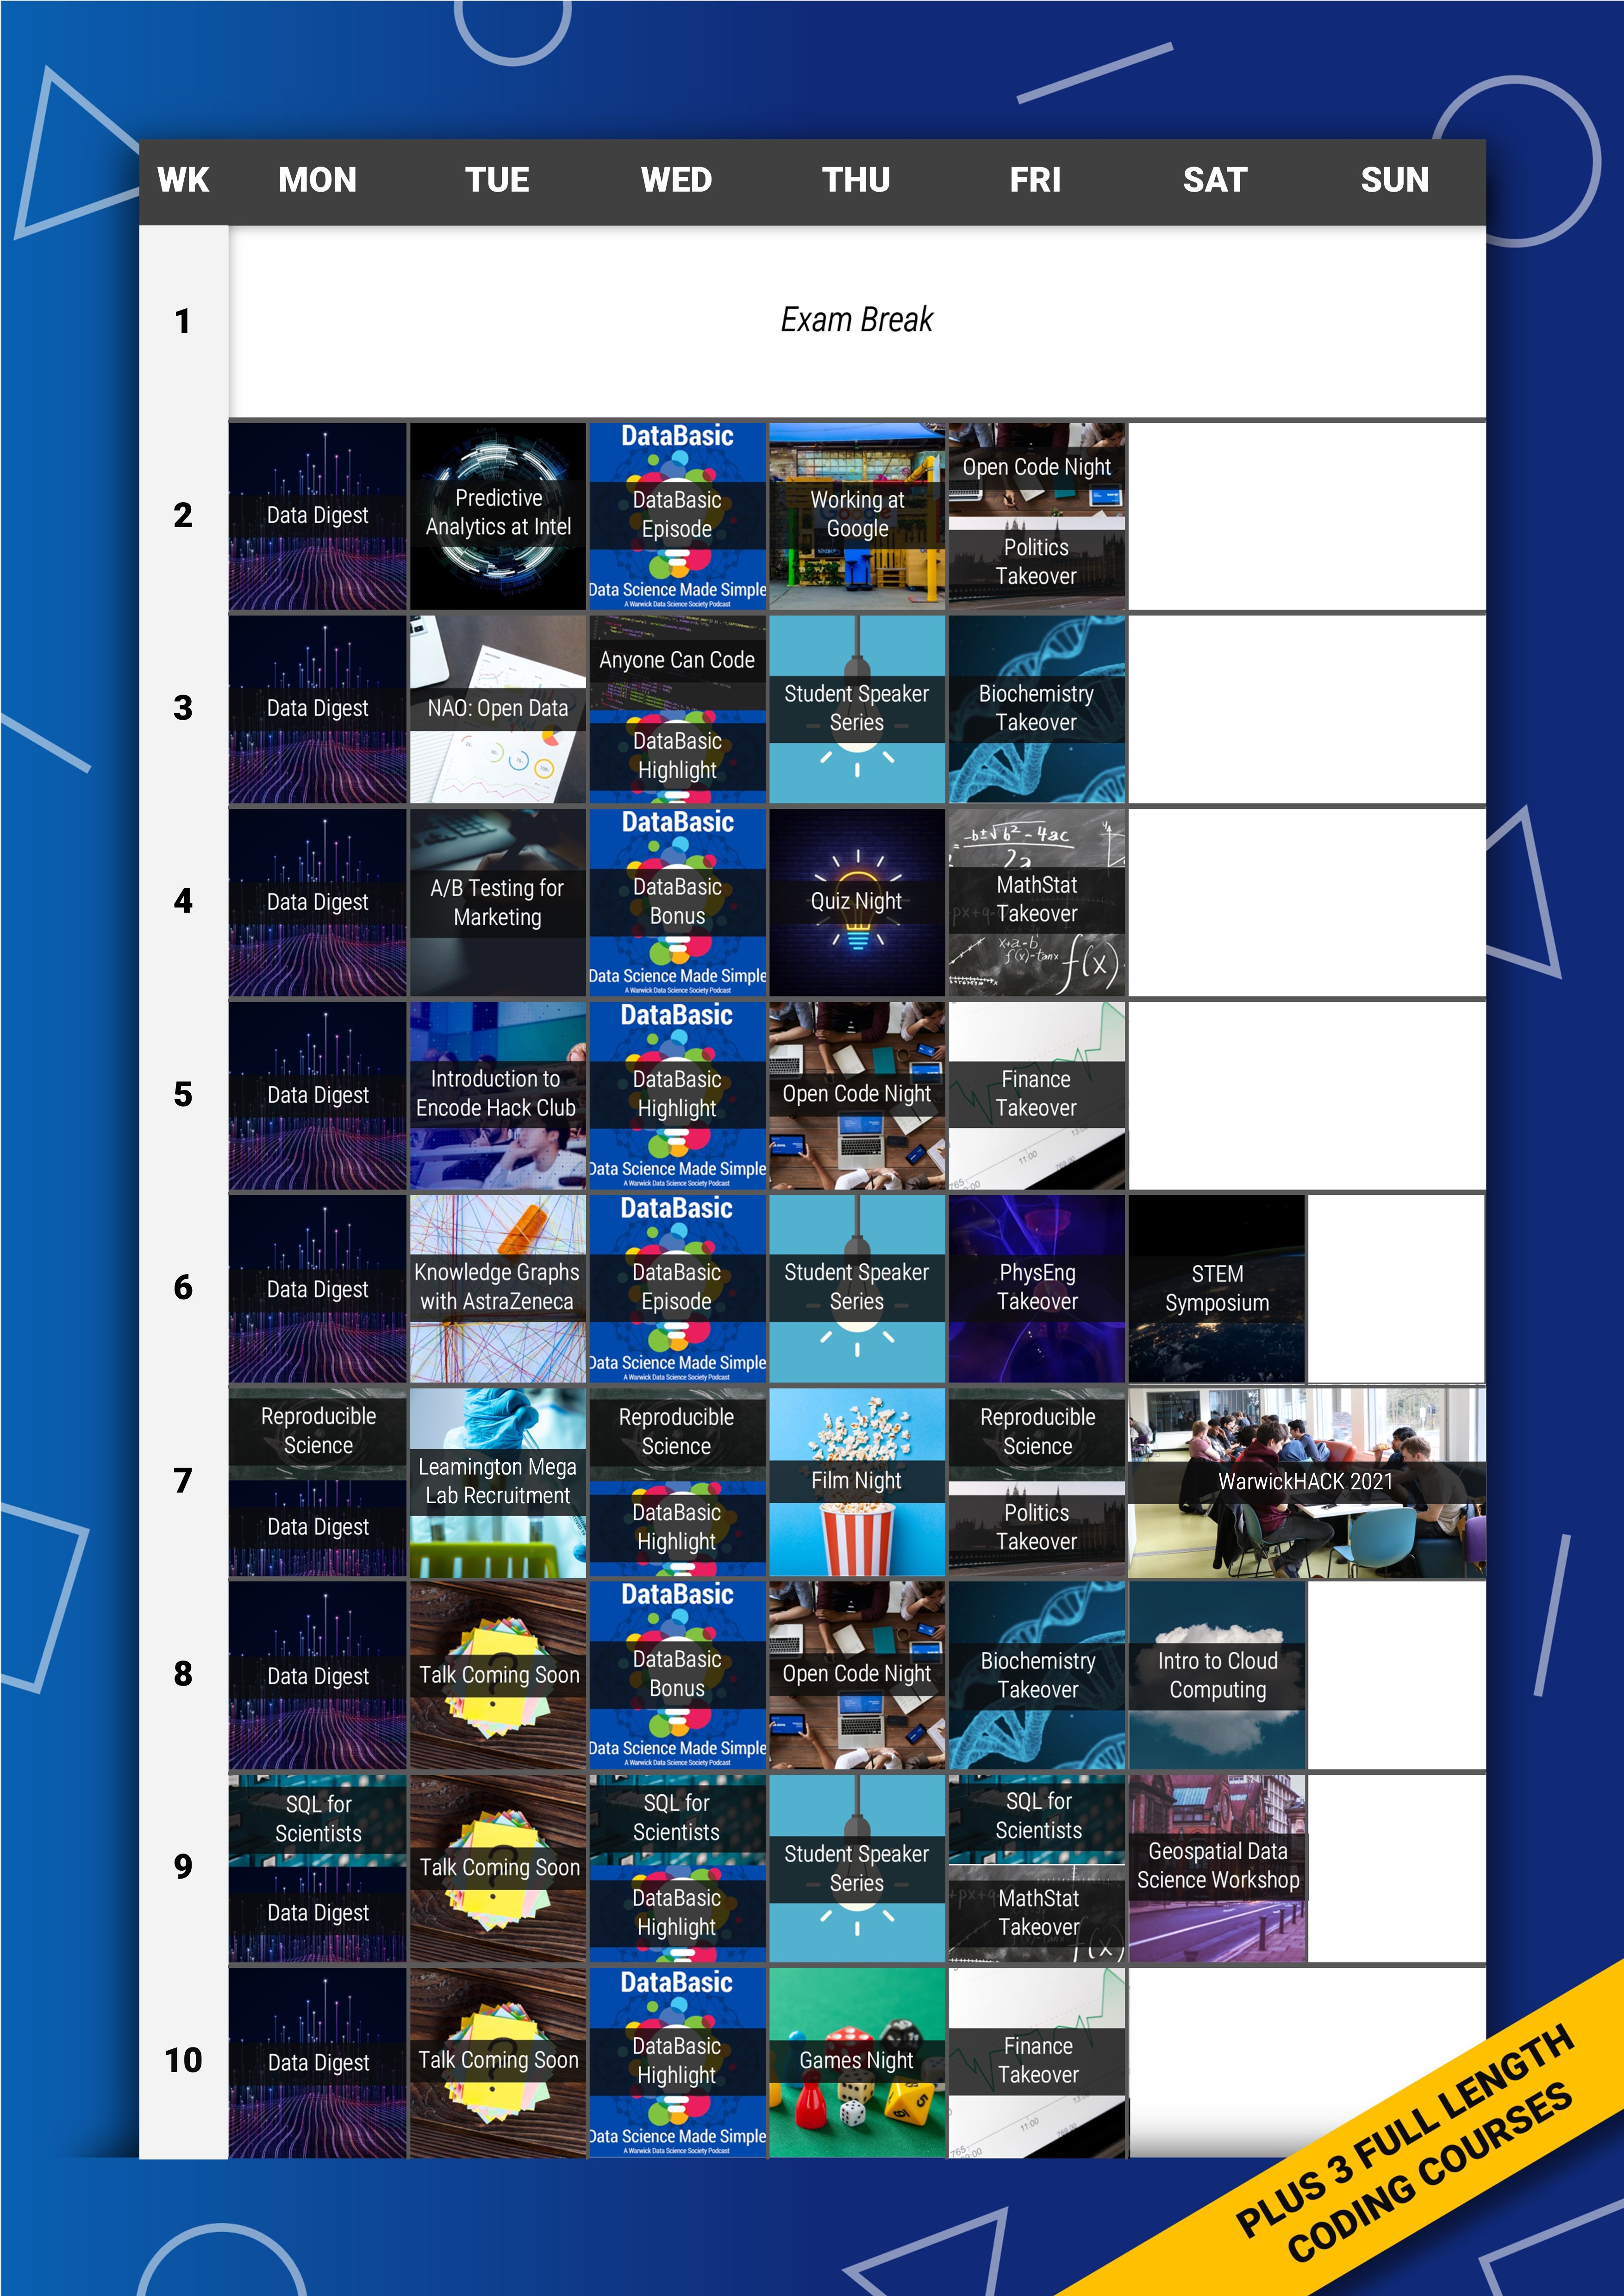 WK MON TUE WED THU FRI SAT SUN
1
Exam Break
2
Data Digest
Predictive
Analytics at Intel
DataBasic
DataBasic
Episode
Data Science Made Simple
A Warwick Data Science Society Podcast
Working at
Google
Open Code Night
Politics
Takeover
3
Data Digest
NAO: Open Data
Anyone Can Code
DataBasic
Highlight
Student Speaker
Series
Biochemistry
Takeover
4
Data Digest
A/B Testing for
Marketing
DataBasic
DataBasic
Bonus
Data Science Made Simple
A Warwick Data Science Society Podcast
Quiz Night
MathStat
Takeover
5
Data Digest
Introduction to
Encode Hack Club
DataBasic
DataBasic
Highlight
Data Science Made Simple
A Warwick Data Science Society Podcast
Open Code Night
Finance
Takeover
11:00
6
Data Digest
Knowledge Graphs
with AstraZeneca
DataBasic
DataBasic
Episode
Data Science Made Simple
A Warwick Data Science Society Podcast
Student Speaker
Series
PhysEng
Takeover
STEM
Symposium
7
Reproducible
Science
Data Digest
Leamington Mega
Lab Recruitment
Reproducible
Science
DataBasic
Highlight
Film Night
Reproducible
Science
Politics
Takeover
WarwickHACK 2021
8
Data Digest
Talk Coming Soon
DataBasic
DataBasic
Bonus
Data Science Made Simple
A Warwick Data Science Society Podcast
Open Code Night
Biochemistry
Takeover
Intro to Cloud
Computing
9
SQL for
Scientists
Data Digest
Talk Coming Soon
SQL for
Scientists
DataBasic
Highlight
Student Speaker
Series
SQL for
Scientists
MathStat
Takeover
Geospatial Data
Science Workshop
10
Data Digest
Talk Coming Soon
DataBasic
DataBasic
Highlight
Data Science Made Simple
A Warwick Data Science Society Podcast
Games Night
Finance
Takeover
11:00
PLUS 3 FULL LENGTH
CODING COURSES